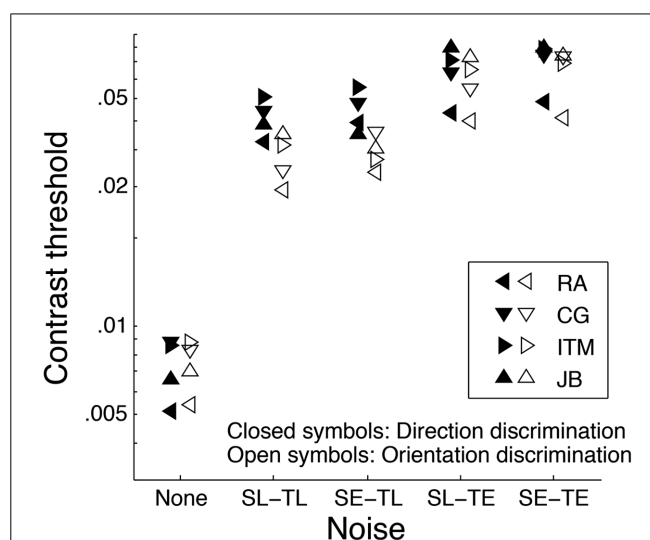 Contrast threshold
.05
.02
.01
.005
RA
CG
ITM
JB
Closed symbols: Direction discrimination
Open symbols: Orientation discrimination
None SL–TL SE–TL SL–TE SE–TE
Noise